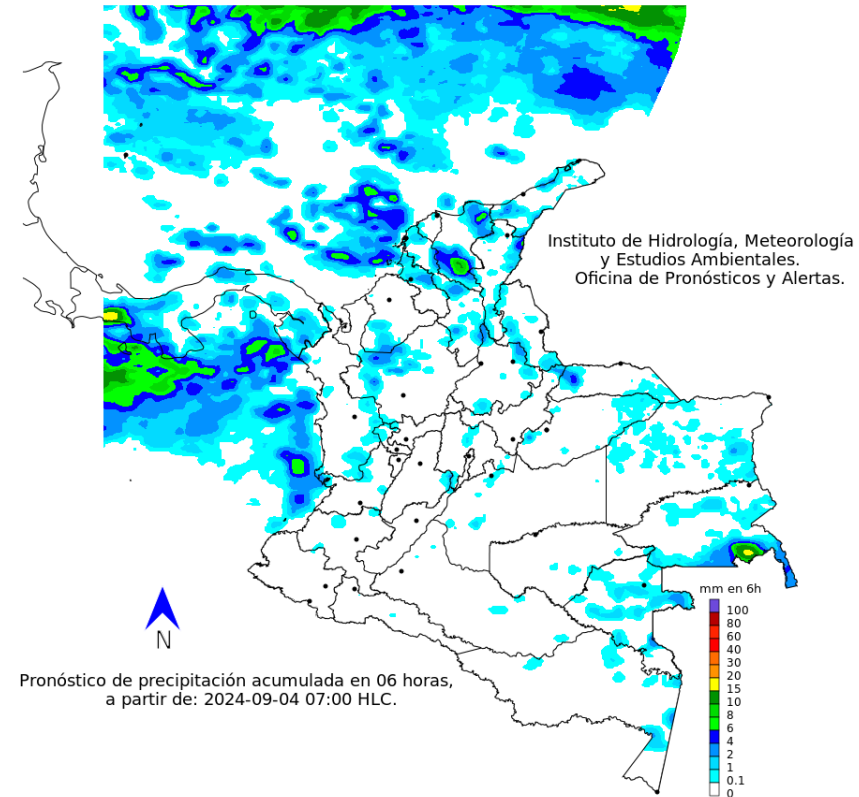 Instituto de Hidrología, Meteorología
y Estudios Ambientales.
Oficina de Pronósticos y Alertas.
N
mm en 6h
100
80
60
40
30
20
15
10
8
6
4
2
1
0.1
0
Pronóstico de precipitación acumulada en 06 horas,
a partir de: 2024-09-04 07:00 HLC.